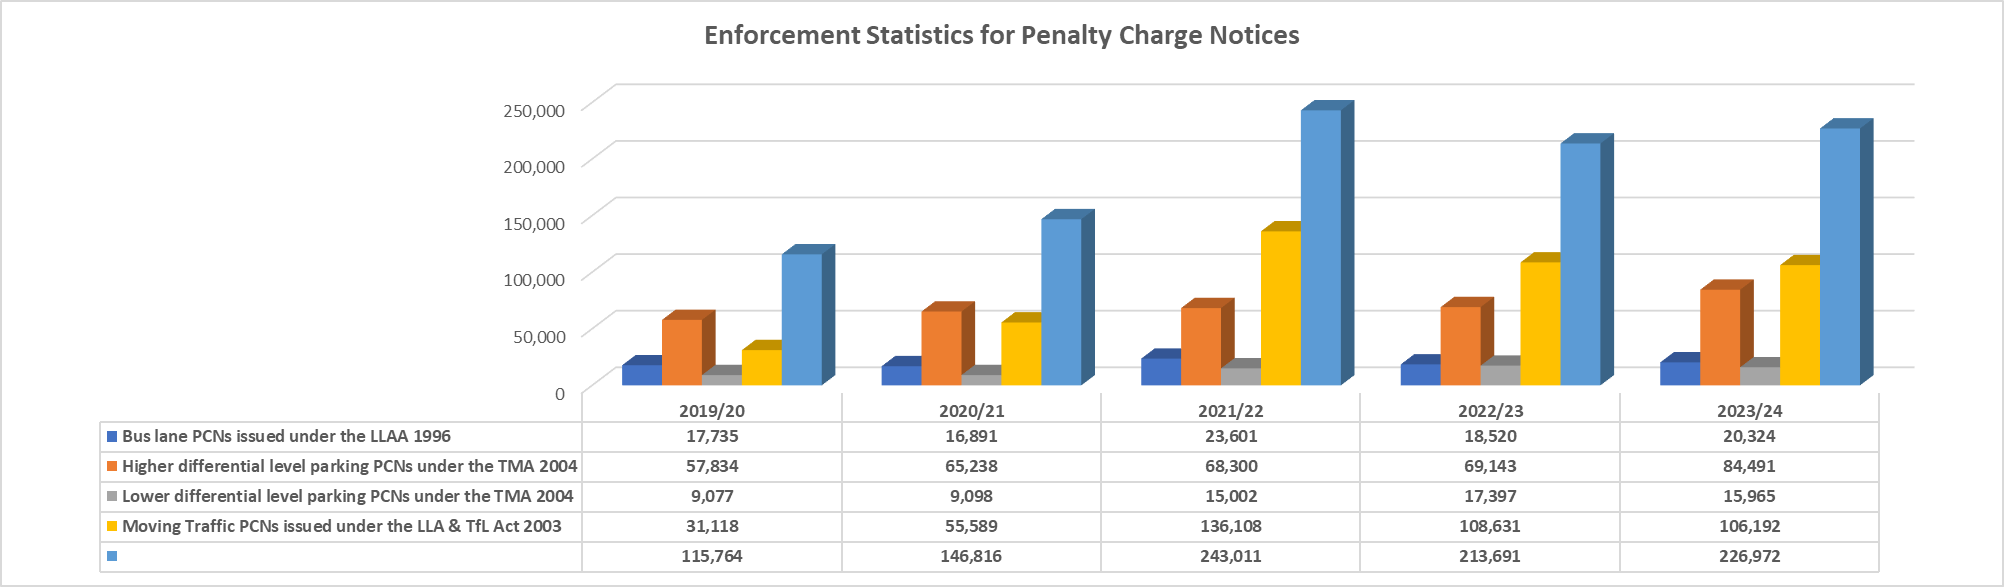 Enforcement Statistics for Penalty Charge Notices
250,000
200,000
150,000
100,000
50,000
0
2019/20 2020/21 2021/22 2022/23 2023/24
Bus lane PCNs issued under the LLAA 1996 17,735 16,891 23,601 18,520 20,324
Higher differential level parking PCNs under the TMA 2004 57,834 65,238 68,300 69,143 84,491
Lower differential level parking PCNs under the TMA 2004 9,077 9,098 15,002 17,397 15,965
Moving Traffic PCNs issued under the LLA & TfL Act 2003 31,118 55,589 136,108 108,631 106,192
115,764 146,816 243,011 213,691 226,972